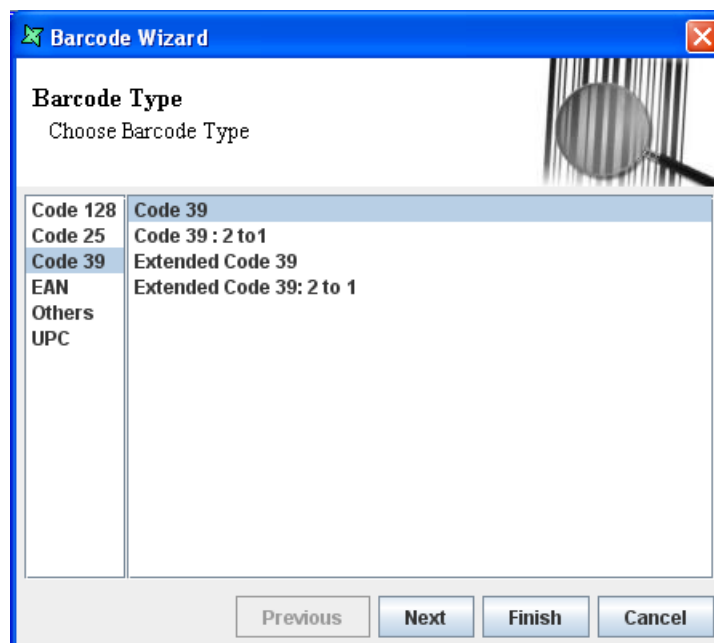 Barcode Wizard
Barcode Type
Choose Barcode Type
Code 128
Code 25
Code 39
EAN
Others
UPC
Code 39
Code 39 : 2 to1
Extended Code 39
Extended Code 39: 2 to 1
Previous
Next
Finish
Cancel